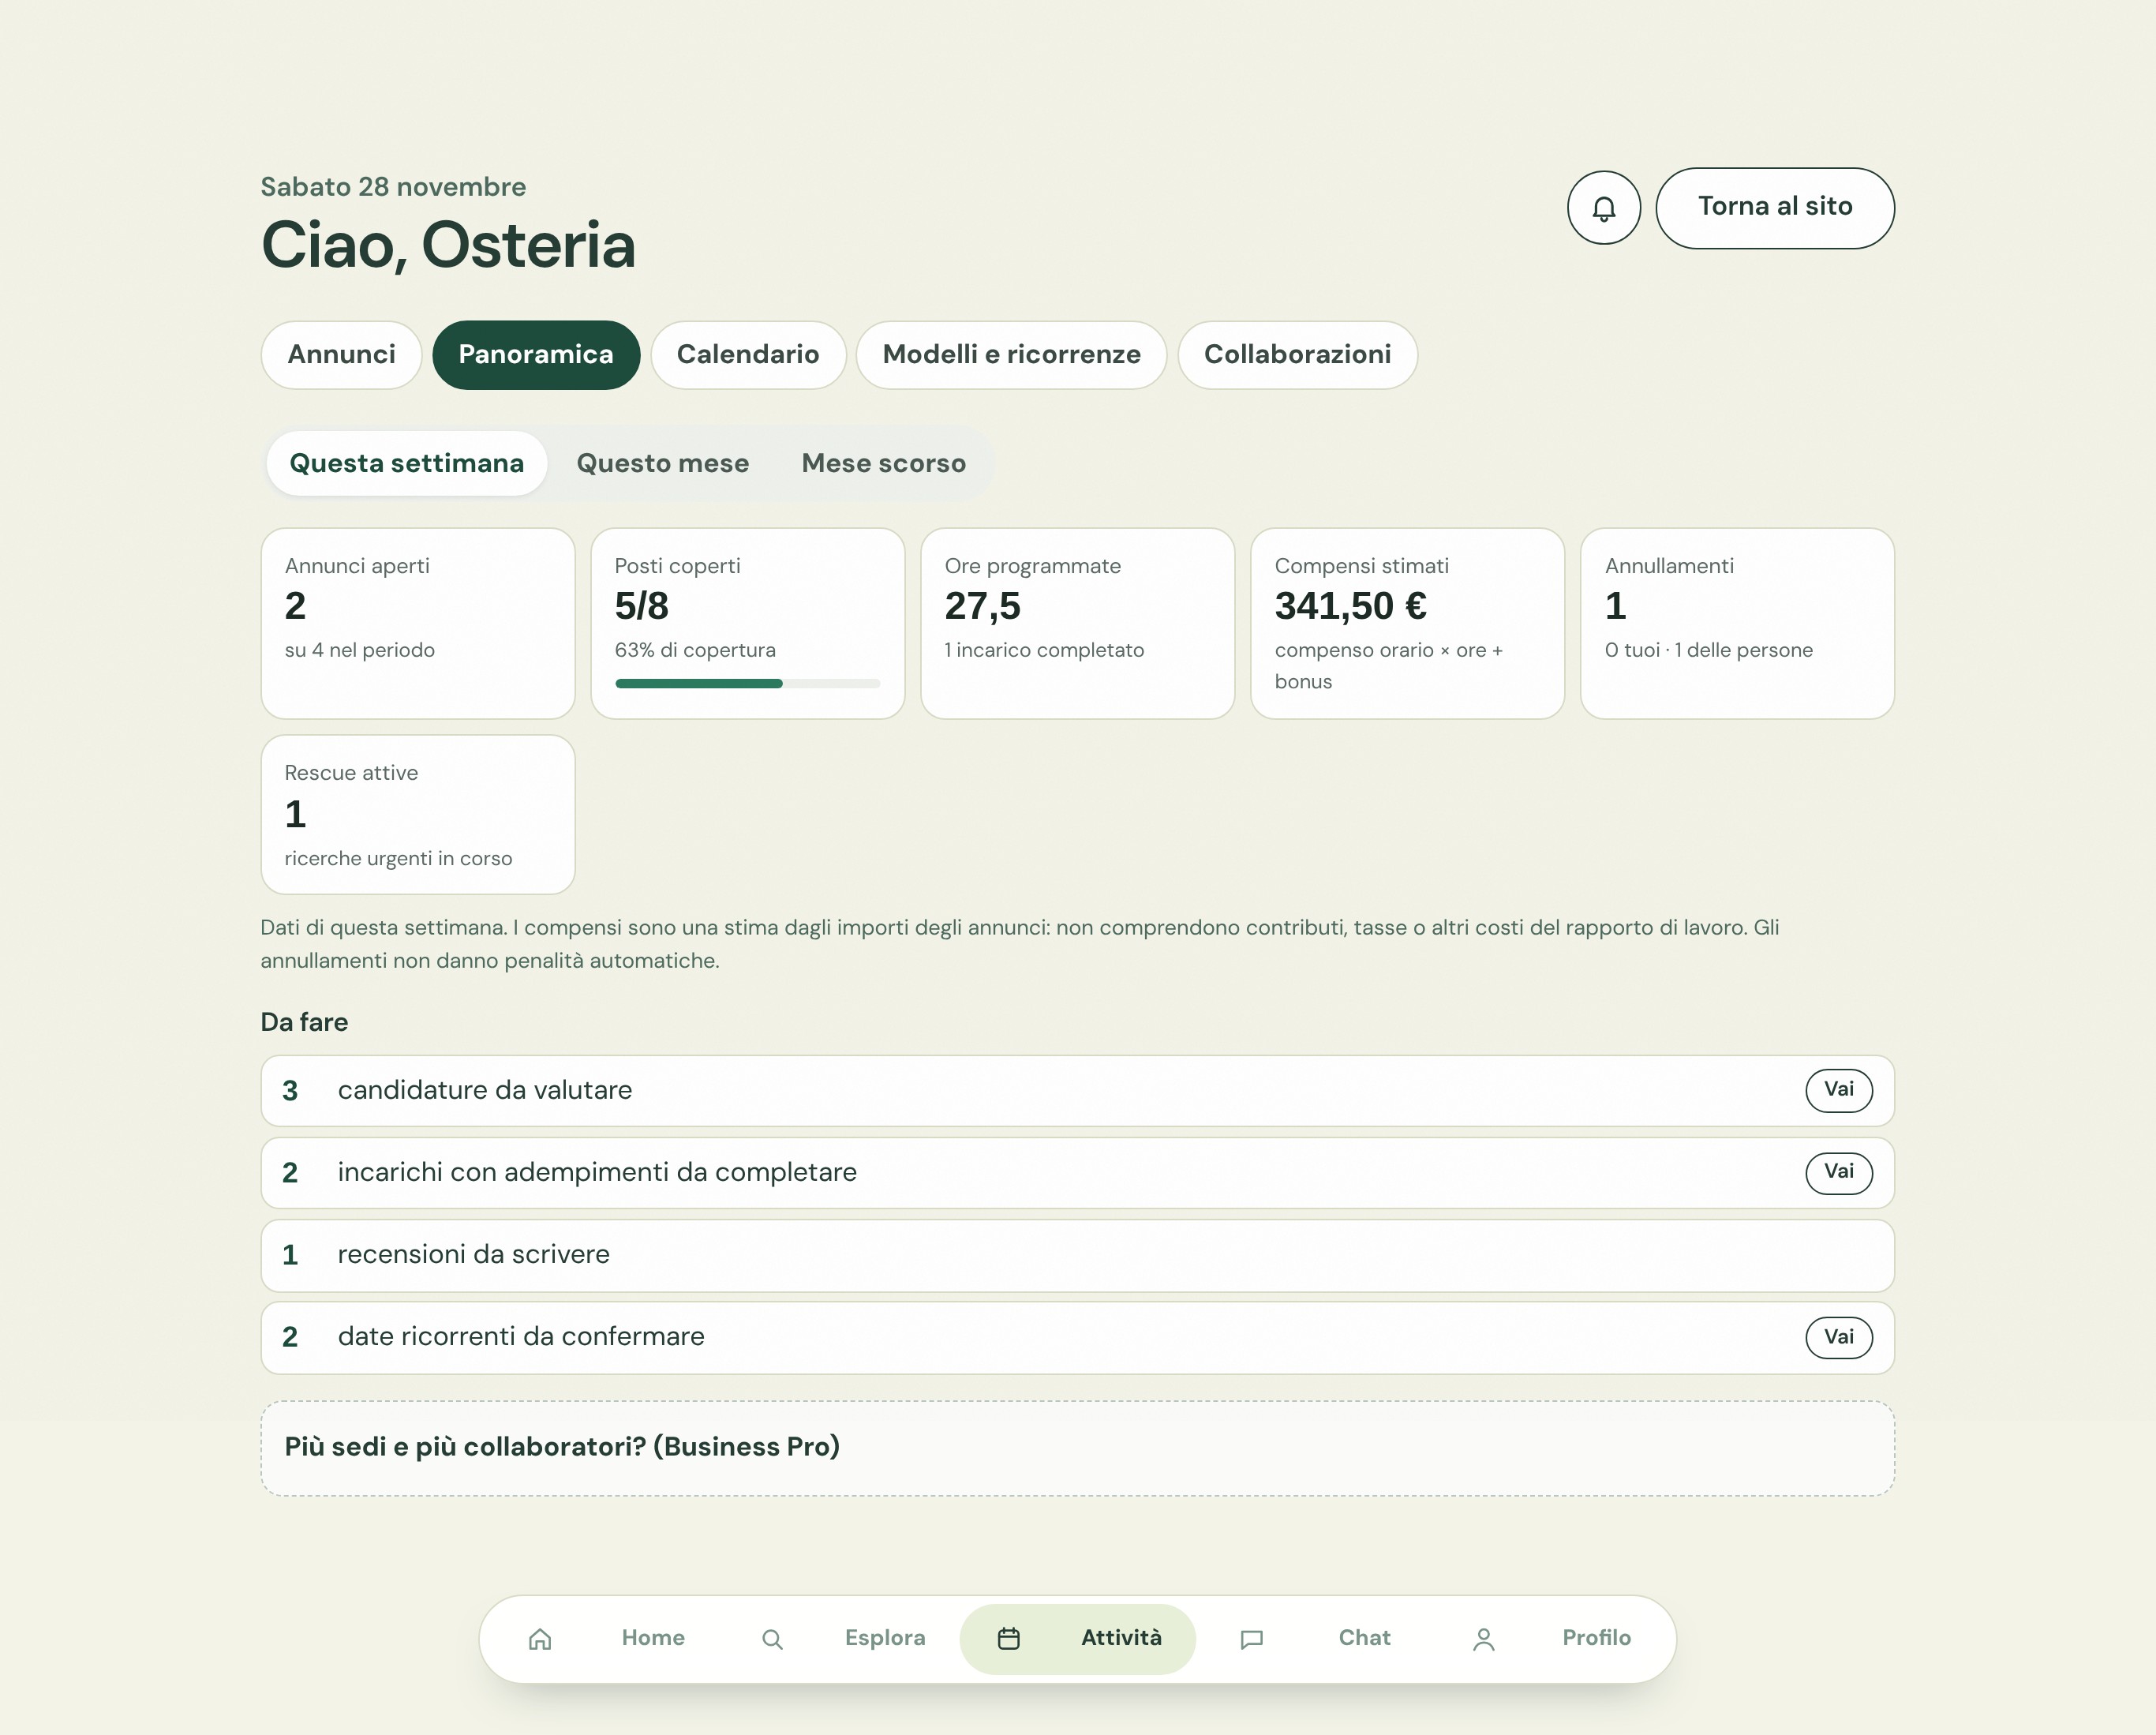 Sabato 28 novembre
Ciao, Osteria
Torna al sito
Annunci
Panoramica
Calendario
Modelli e ricorrenze
Collaborazioni
Questa settimana
Questo mese
Mese scorso
Annunci aperti
2
su 4 nel periodo
Posti coperti
5/8
63% di copertura
Ore programmate
27,5
1 incarico completato
Compensi stimati
341,50 €
compenso orario × ore +
bonus
Annullamenti
1
0 tuoi · 1 delle persone
Rescue attive
1
ricerche urgenti in corso
Dati di questa settimana. I compensi sono una stima dagli importi degli annunci: non comprendono contributi, tasse o altri costi del rapporto di lavoro. Gli
annullamenti non danno penalità automatiche.
Da fare
3 candidature da valutare Vai
2 incarichi con adempimenti da completare Vai
1 recensioni da scrivere
2 date ricorrenti da confermare Vai
Più sedi e più collaboratori? (Business Pro)
Home
Esplora
Attività
Chat
Profilo